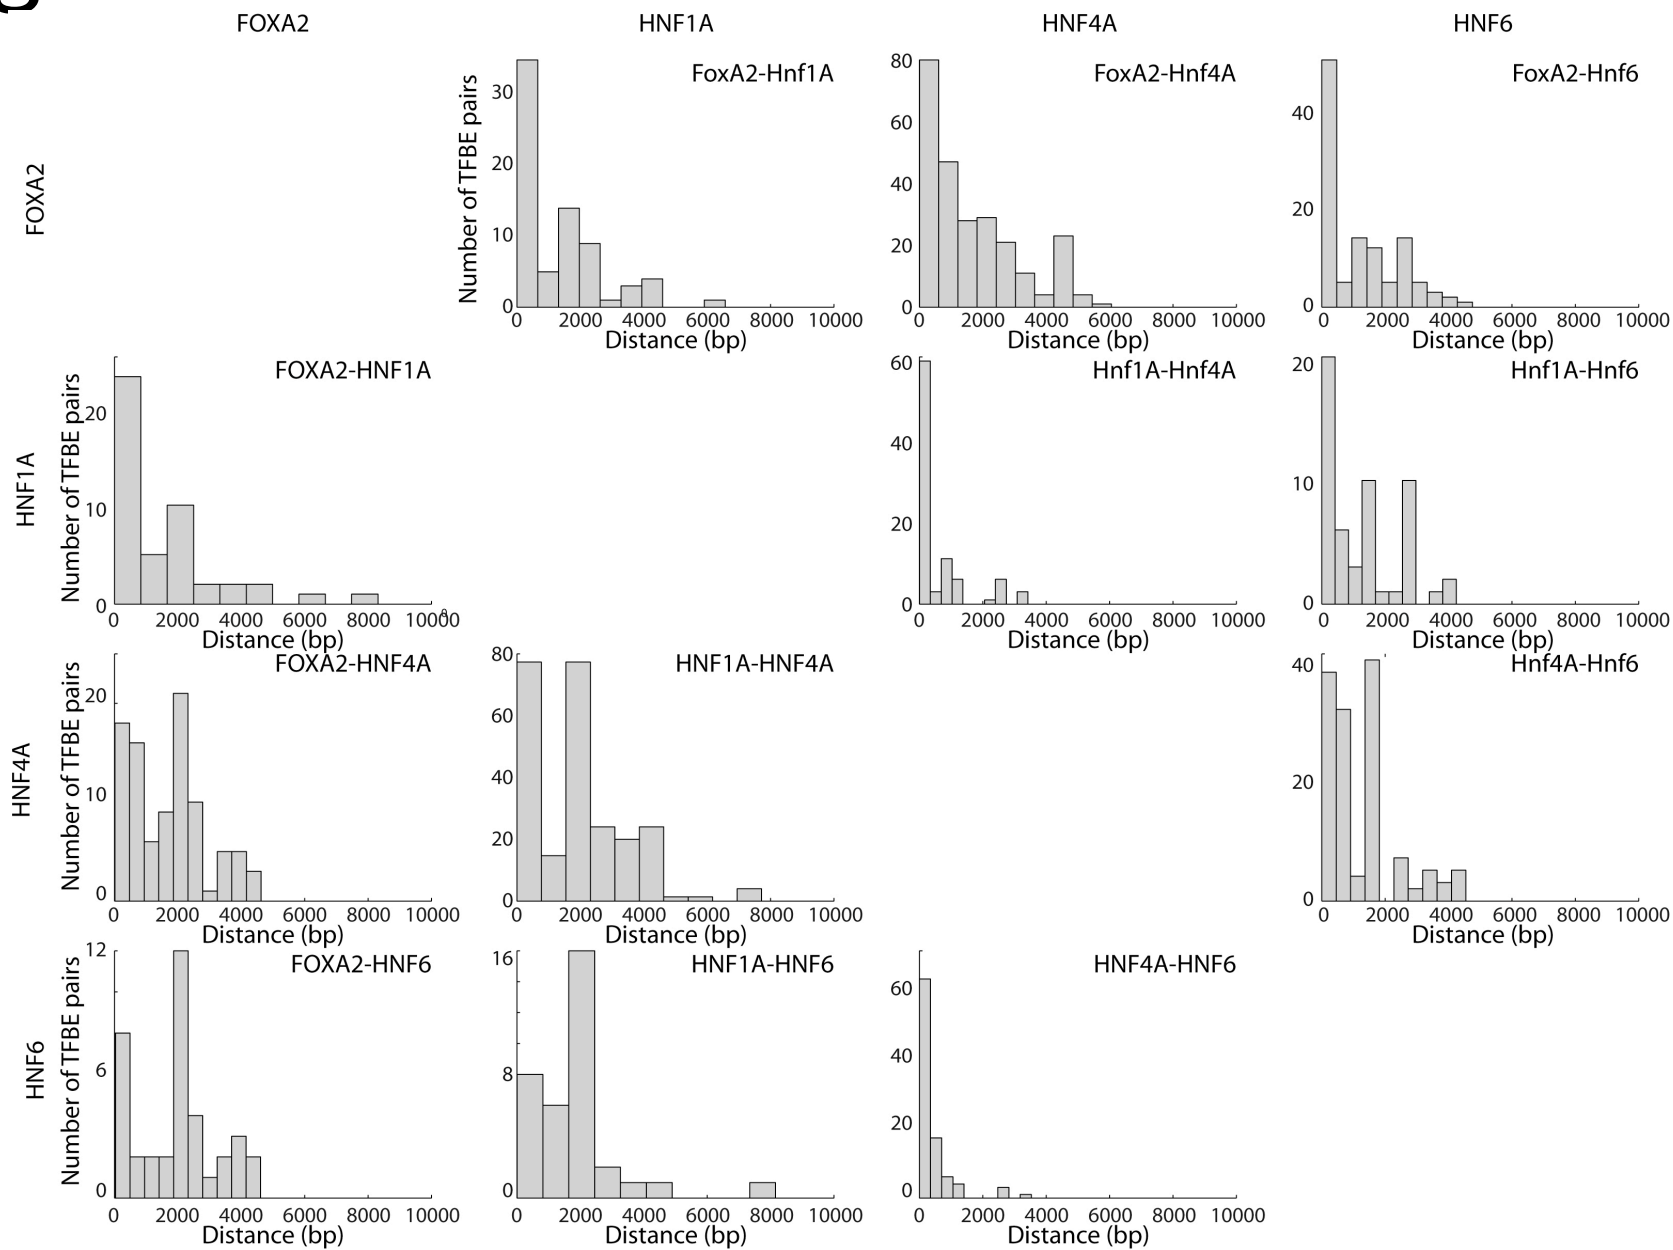 FOXA2 HNF1A HNF4A HNF6
FOXA2
Number of TFBE pairs
FoxA2-Hnf1A
30
20
10
0
0 2000 4000 6000 8000 10000
Distance (bp)
FoxA2-Hnf4A
80
60
40
20
0
0 2000 4000 6000 8000 10000
Distance (bp)
FoxA2-Hnf6
40
20
0
0 2000 4000 6000 8000 10000
Distance (bp)
HNF1A
Number of TFBE pairs
FOXA2-HNF1A
20
10
0
0 2000 4000 6000 8000 10000
Distance (bp)
Hnf1A-Hnf4A
60
40
20
0
0 2000 4000 6000 8000 10000
Distance (bp)
Hnf1A-Hnf6
20
10
0
0 2000 4000 6000 8000 10000
Distance (bp)
HNF4A
Number of TFBE pairs
FOXA2-HNF4A
20
10
0
0 2000 4000 6000 8000 10000
Distance (bp)
HNF1A-HNF4A
80
60
40
20
0
0 2000 4000 6000 8000 10000
Distance (bp)
Hnf4A-Hnf6
40
20
0
0 2000 4000 6000 8000 10000
Distance (bp)
HNF6
Number of TFBE pairs
FOXA2-HNF6
12
6
0
0 2000 4000 6000 8000 10000
Distance (bp)
HNF1A-HNF6
16
8
0
0 2000 4000 6000 8000 10000
Distance (bp)
HNF4A-HNF6
60
40
20
0
0 2000 4000 6000 8000 10000
Distance (bp)